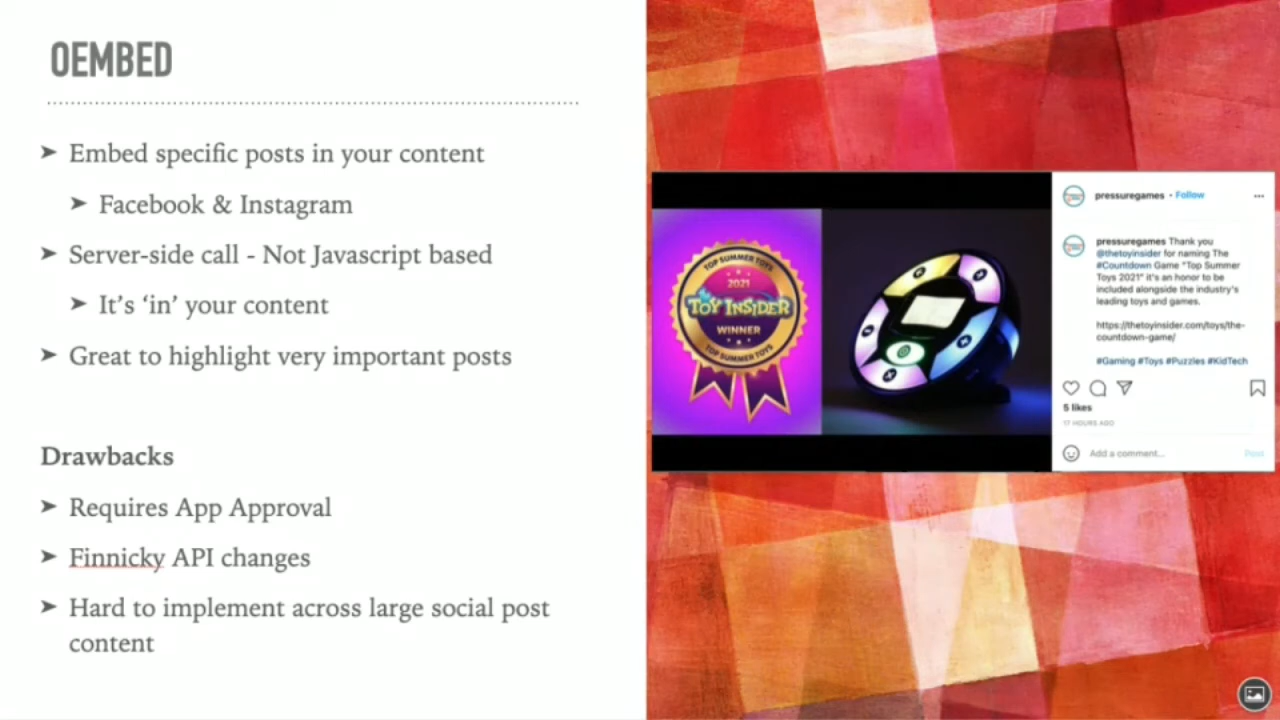 OEMBED
➤ Embed specific posts in your content
➤ Facebook & Instagram
➤ Server-side call - Not Javascript based
➤ It's 'in' your content
➤ Great to highlight very important posts
Drawbacks
➤ Requires App Approval
➤ Finnicky API changes
➤ Hard to implement across large social post
content
TOP SUMMER TOYS
2021
TOY INSIDER
WINNER
TOP SUMMER TOYS
pressuregames • Follow
pressuregames Thank you
@thetoyinsider for naming The
#Countdown Game "Top Summer
Toys 2021" it's an honor to be
included alongside the industry's
leading toys and games.
https://thetoyinsider.com/toys/the-
countdown-game/
#Gaming #Toys #Puzzles #KidTech
5 likes
17 HOURS AGO
Add a comment...
Post